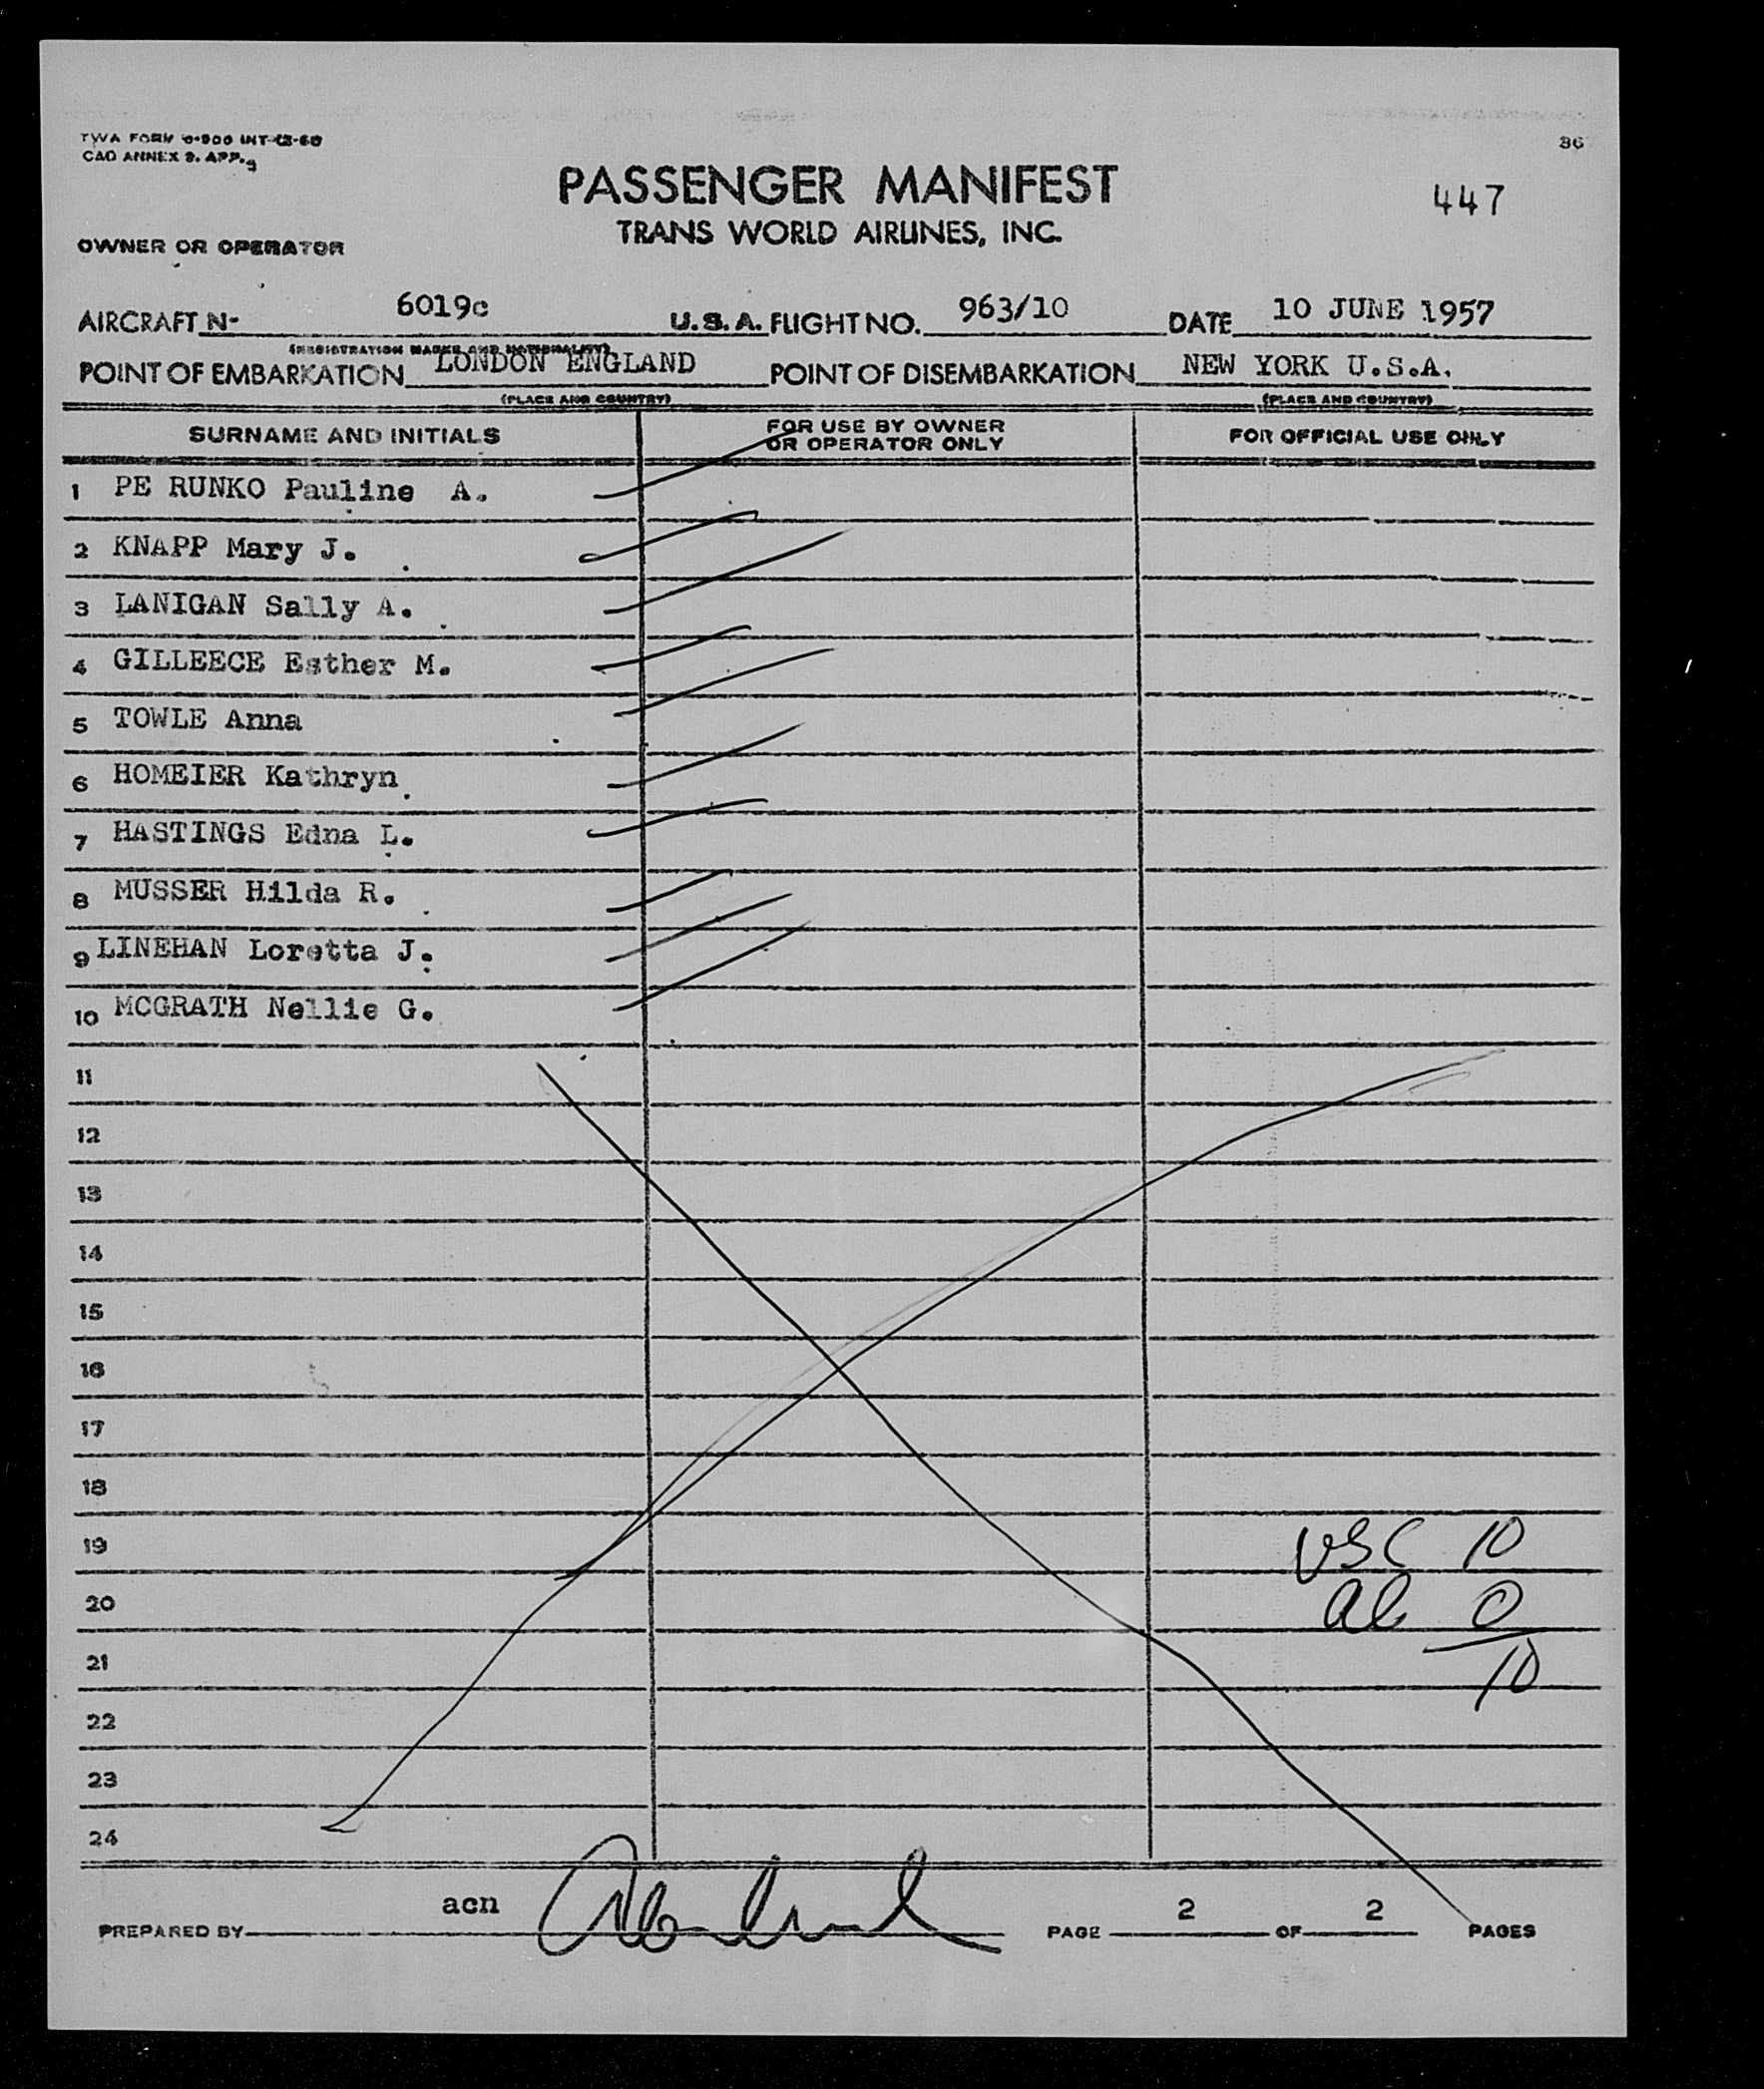 TWA FORM 0-900 INT
CAO ANNEX 9. APP. 3
36
PASSENGER MANIFEST
447
TRANS WORLD AIRLINES, INC.
OWNER OR OPERATOR
AIRCRAFT N- 6019c U.S.A. FLIGHT NO. 963/10 DATE 10 JUNE 1957
(REGISTRATION MARKS AND NATIONALITY)
POINT OF EMBARKATION LONDON ENGLAND POINT OF DISEMBARKATION NEW YORK U.S.A.
(PLACE AND COUNTRY) (PLACE AND COUNTRY)
SURNAME AND INITIALS FOR USE BY OWNER OR OPERATOR ONLY FOR OFFICIAL USE ONLY
1 PE RUNKO Pauline A.
2 KNAPP Mary J.
3 LANIGAN Sally A.
4 GILLEECE Esther M.
5 TOWLE Anna
6 HOMEIER Kathryn
7 HASTINGS Edna L.
8 MUSSER Hilda R.
9 LINEHAN Loretta J.
10 MCGRATH Nellie G.
11
12
13
14
15
16
17
18
19 USC 10
20 al 0
21 10
22
23
24
PREPARED BY acn PAGE 2 OF 2 PAGES